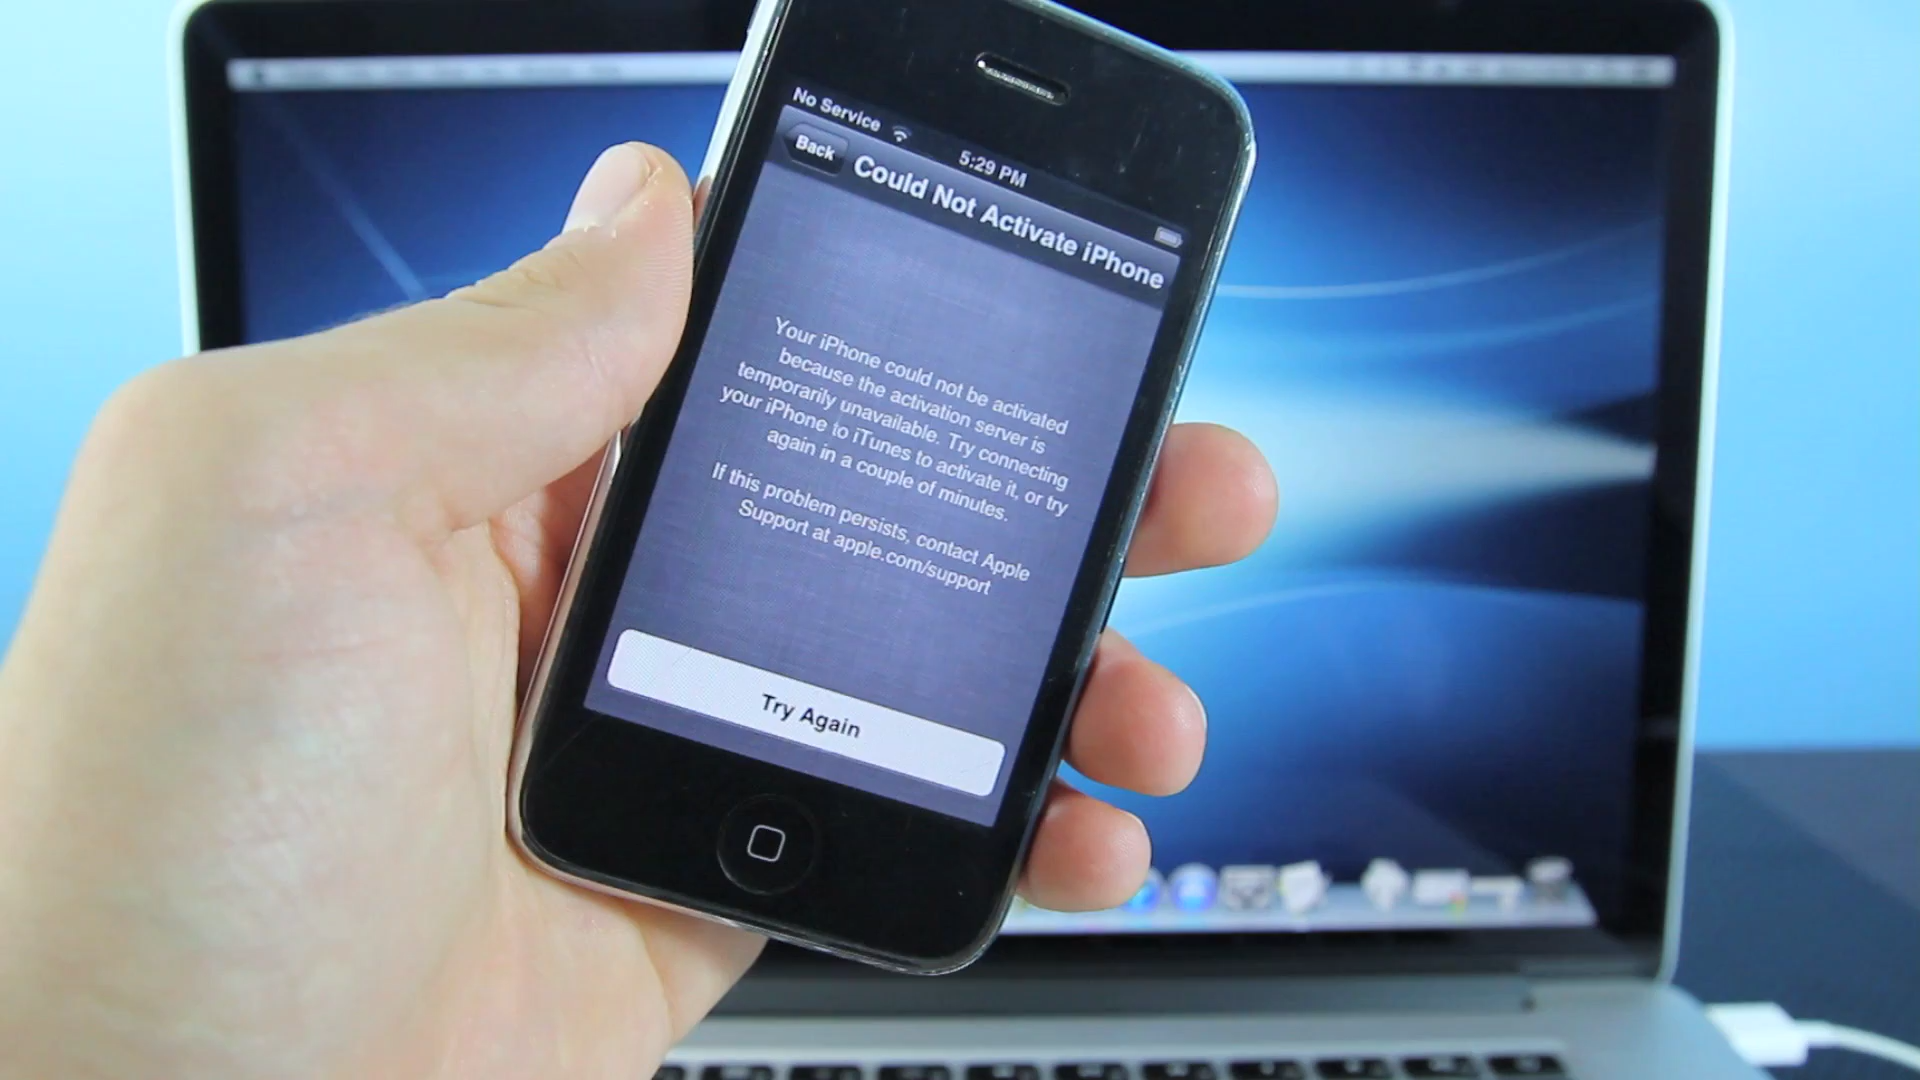 No Service
5:29 PM
Back
Could Not Activate iPhone
Your iPhone could not be activated
because the activation server is
temporarily unavailable. Try connecting
your iPhone to iTunes to activate it, or try
again in a couple of minutes.
If this problem persists, contact Apple
Support at apple.com/support
Try Again